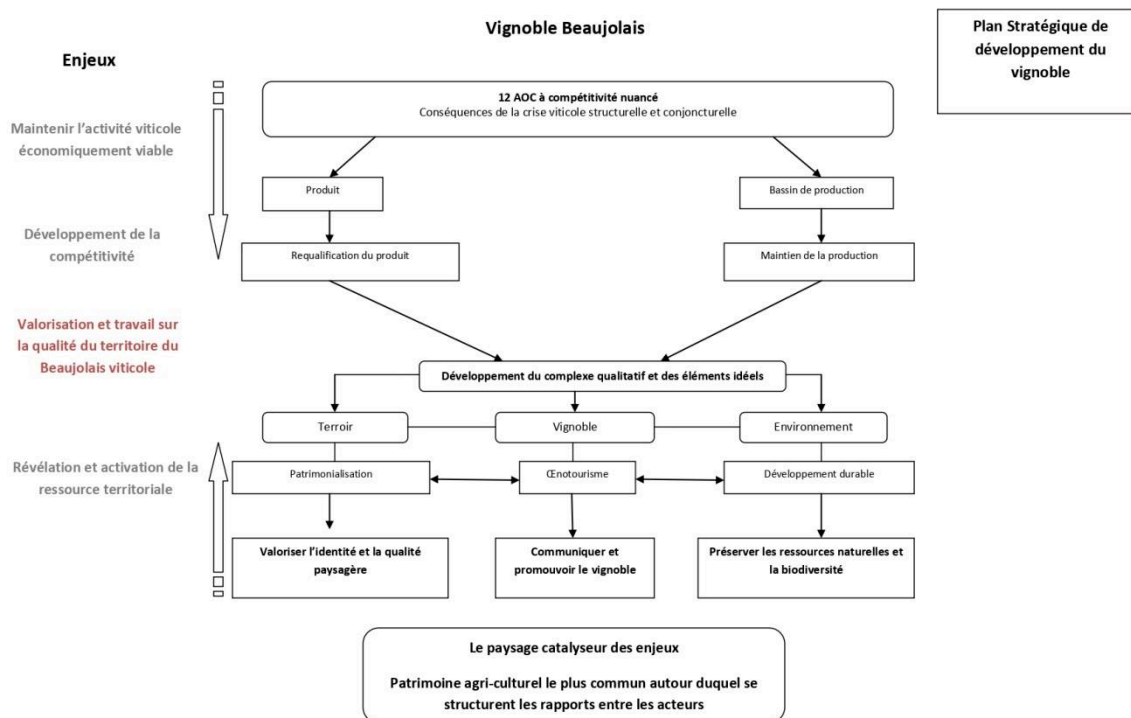 Vignoble Beaujolais
Plan Stratégique de
développement du
vignoble
Enjeux
12 AOC à compétitivité nuancé
Conséquences de la crise viticole structurelle et conjoncturelle
Maintenir l'activité viticole
économiquement viable
Produit
Bassin de production
Développement de la
compétitivité
Requalification du produit
Maintien de la production
Valorisation et travail sur
la qualité du territoire du
Beaujolais viticole
Développement du complexe qualitatif et des éléments idéels
Terroir
Vignoble
Environnement
Révélation et activation de la
ressource territoriale
Patrimonialisation
Œnotourisme
Développement durable
Valoriser l'identité et la qualité
paysagère
Communiquer et
promouvoir le vignoble
Préserver les ressources naturelles et
la biodiversité
Le paysage catalyseur des enjeux
Patrimoine agri-culturel le plus commun autour duquel se
structurent les rapports entre les acteurs